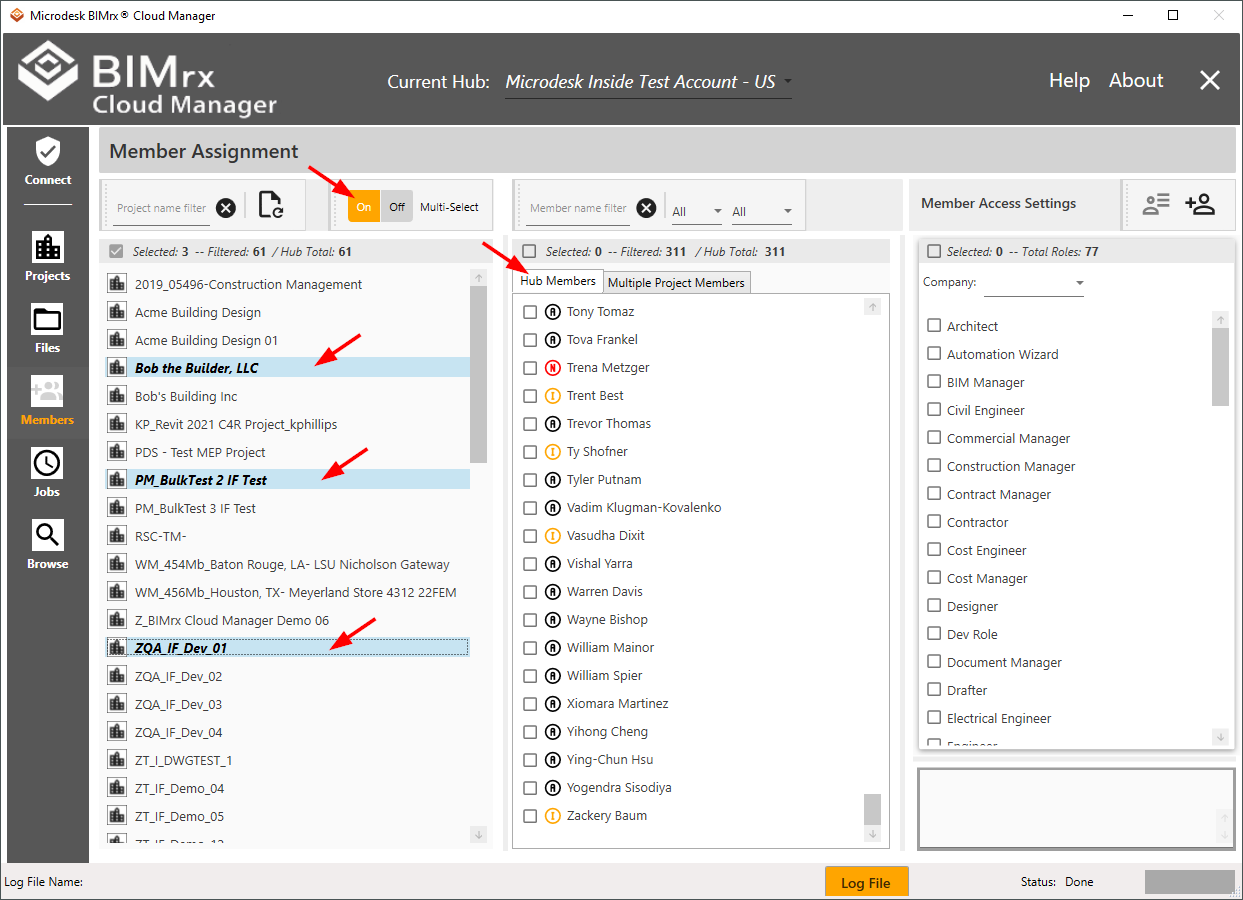 Microdesk BIMrx® Cloud Manager
BIMrx
Cloud Manager
Current Hub: Microdesk Inside Test Account - US
Help About
Connect
Projects
Files
Members
Jobs
Browse
Member Assignment
Project name filter
On Off Multi-Select
Member name filter
All All
Member Access Settings
Selected: 3 -- Filtered: 61 / Hub Total: 61
2019_05496-Construction Management
Acme Building Design
Acme Building Design 01
Bob the Builder, LLC
Bob's Building Inc
KP_Revit 2021 C4R Project_kphillips
PDS - Test MEP Project
PM_BulkTest 2 IF Test
PM_BulkTest 3 IF Test
RSC-TM-
WM_454Mb_Baton Rouge, LA- LSU Nicholson Gateway
WM_456Mb_Houston, TX- Meyerland Store 4312 22FEM
Z_BIMrx Cloud Manager Demo 06
ZQA_IF_Dev_01
ZQA_IF_Dev_02
ZQA_IF_Dev_03
ZQA_IF_Dev_04
ZT_I_DWGTEST_1
ZT_IF_Demo_04
ZT_IF_Demo_05
Selected: 0 -- Filtered: 311 / Hub Total: 311
Hub Members Multiple Project Members
A Tony Tomaz
A Tova Frankel
N Trena Metzger
I Trent Best
A Trevor Thomas
I Ty Shofner
A Tyler Putnam
A Vadim Klugman-Kovalenko
I Vasudha Dixit
A Vishal Yarra
A Warren Davis
A Wayne Bishop
A William Mainor
A William Spier
A Xiomara Martinez
A Yihong Cheng
A Ying-Chun Hsu
A Yogendra Sisodiya
I Zackery Baum
Selected: 0 -- Total Roles: 77
Company:
Architect
Automation Wizard
BIM Manager
Civil Engineer
Commercial Manager
Construction Manager
Contract Manager
Contractor
Cost Engineer
Cost Manager
Designer
Dev Role
Document Manager
Drafter
Electrical Engineer
Engineer
Log File Name:
Log File
Status: Done